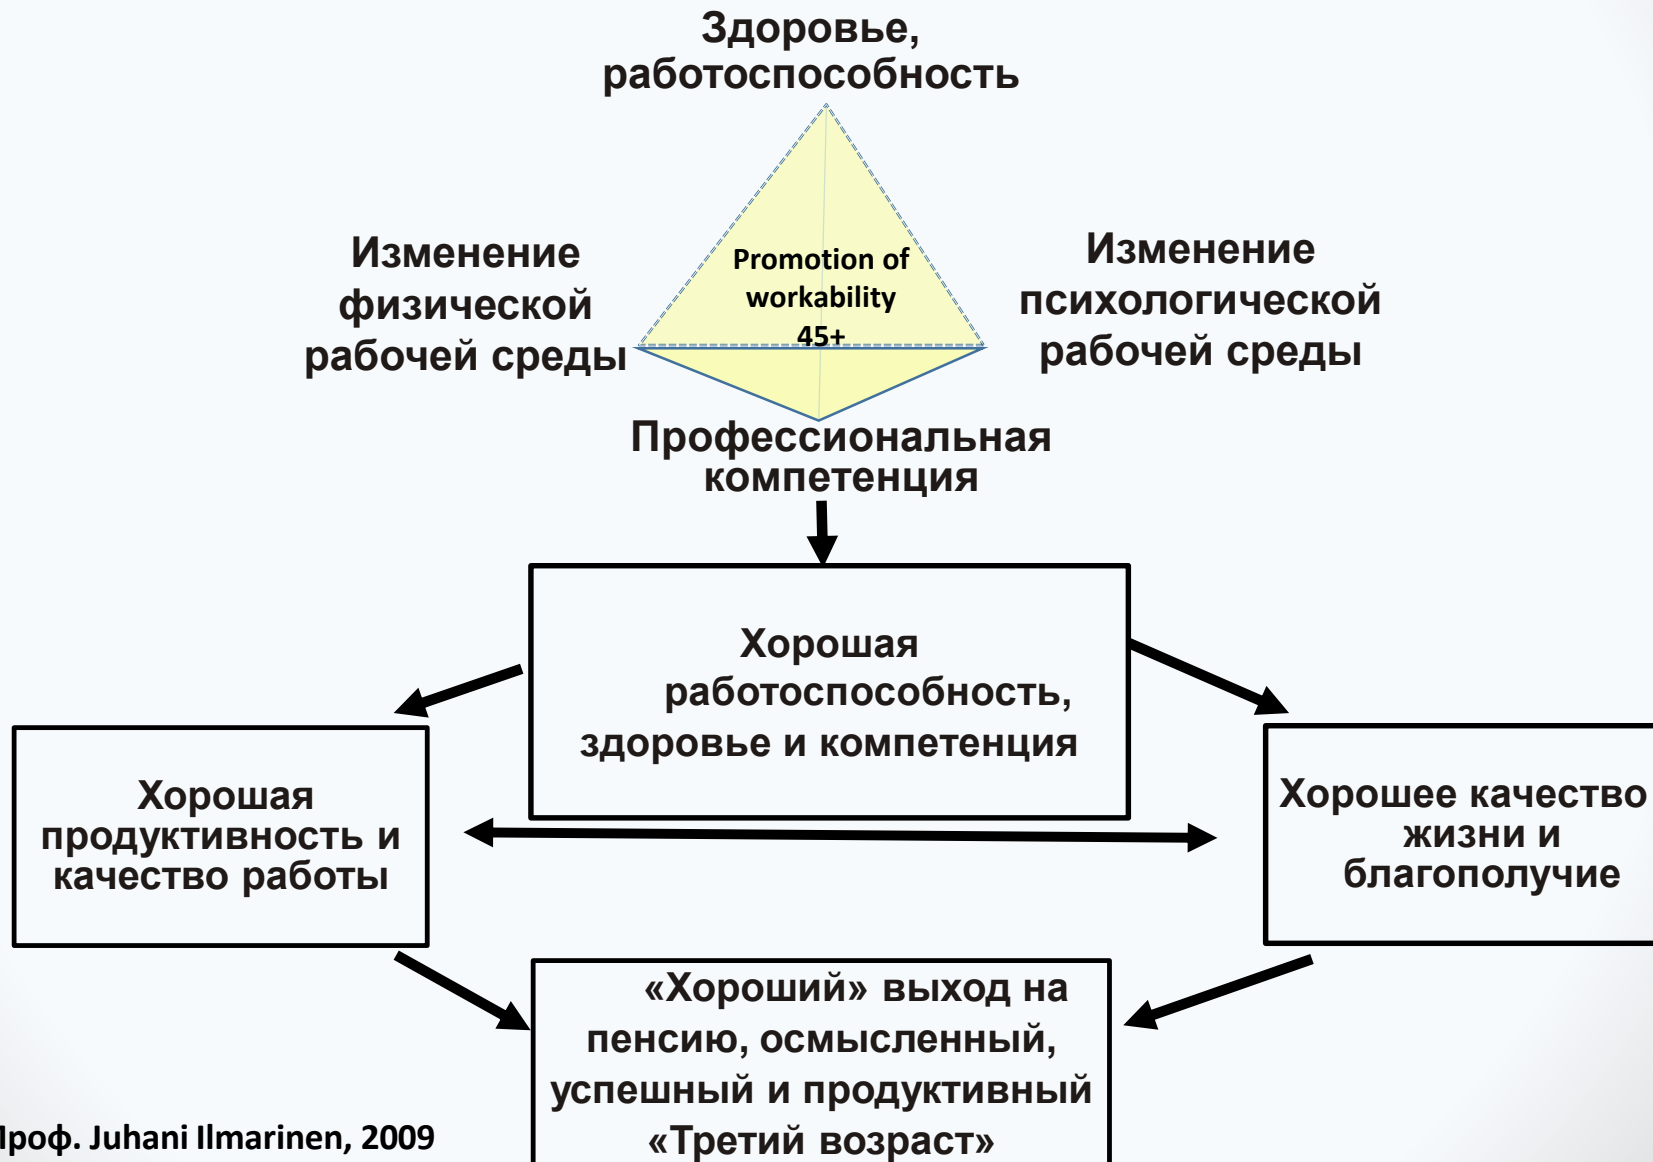 Здоровье,
работоспособность
Изменение
физической
рабочей среды
Promotion of
workability
45+
Изменение
психологической
рабочей среды
Профессиональная
компетенция
Хорошая
работоспособность,
здоровье и компетенция
Хорошая
продуктивность и
качество работы
Хорошее качество
жизни и
благополучие
«Хороший» выход на
пенсию, осмысленный,
успешный и продуктивный
«Третий возраст»
Проф. Juhani Ilmarinen, 2009